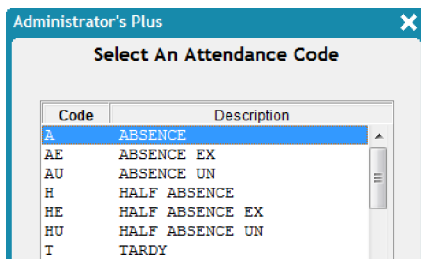 Administrator's Plus
Select An Attendance Code
Code Description
A ABSENCE
AE ABSENCE EX
AU ABSENCE UN
H HALF ABSENCE
HE HALF ABSENCE EX
HU HALF ABSENCE UN
T TARDY